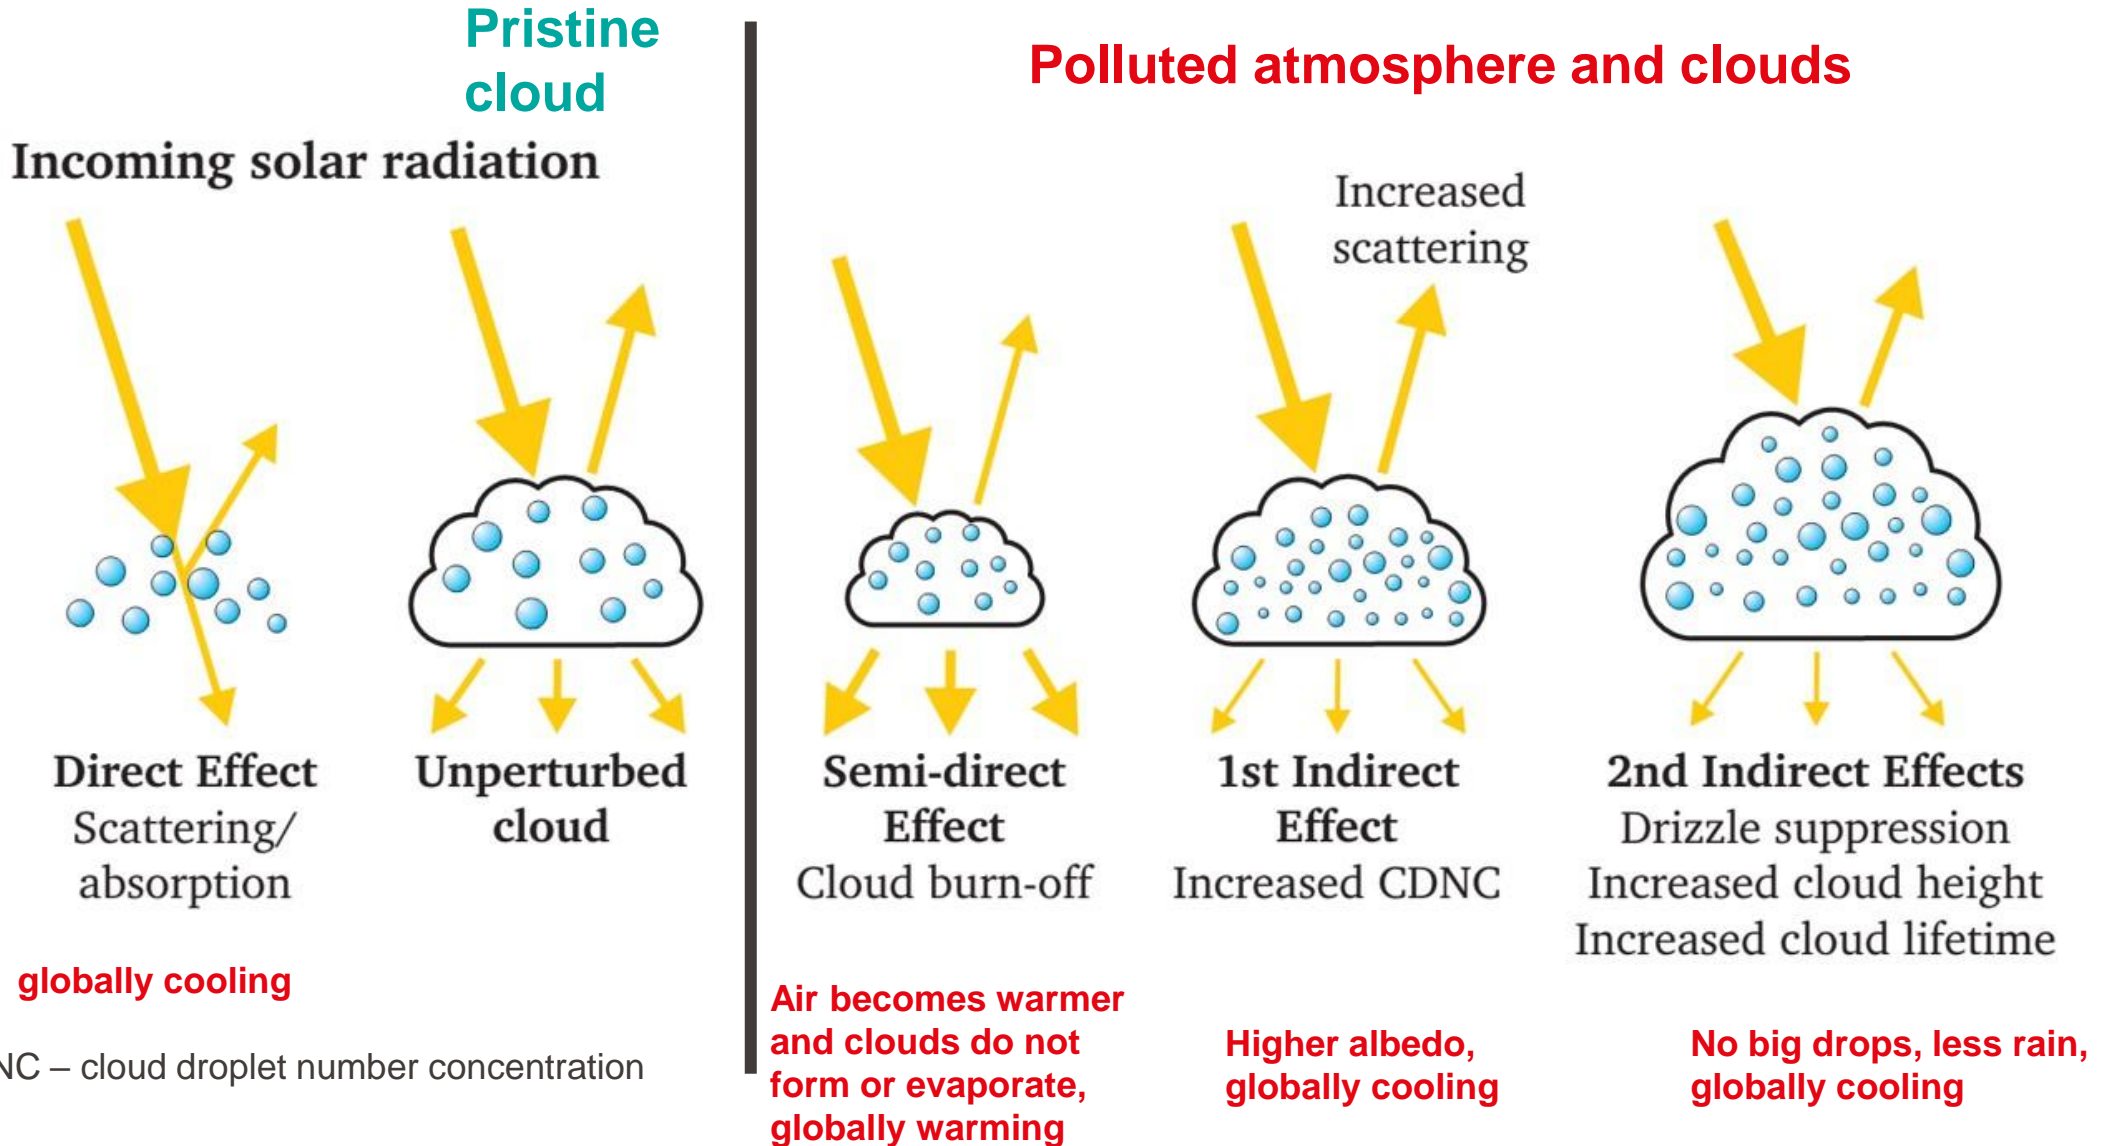 Pristine
cloud
Polluted atmosphere and clouds
Incoming solar radiation
Increased
scattering
Direct Effect
Scattering/
absorption
Unperturbed
cloud
Semi-direct
Effect
Cloud burn-off
1st Indirect
Effect
Increased CDNC
2nd Indirect Effects
Drizzle suppression
Increased cloud height
Increased cloud lifetime
globally cooling
NC – cloud droplet number concentration
Air becomes warmer
and clouds do not
form or evaporate,
globally warming
Higher albedo,
globally cooling
No big drops, less rain,
globally cooling